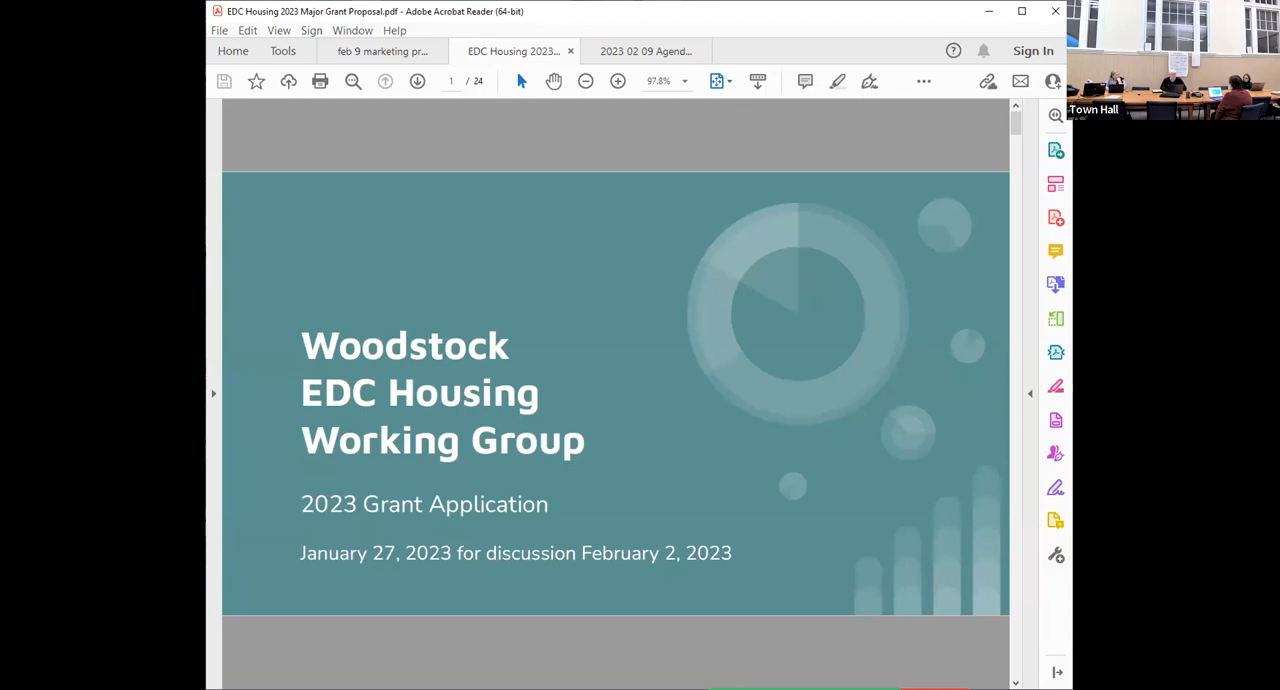 EDC Housing 2023 Major Grant Proposal.pdf - Adobe Acrobat Reader (64-bit)
File Edit View Window Help
Home Tools feb 9 marketing pr... EDC Housing 2023... × 2023 02 09 Agend... Sign In
1 / 24 97.8%
Town Hall
Woodstock
EDC Housing
Working Group
2023 Grant Application
January 27, 2023 for discussion February 2, 2023